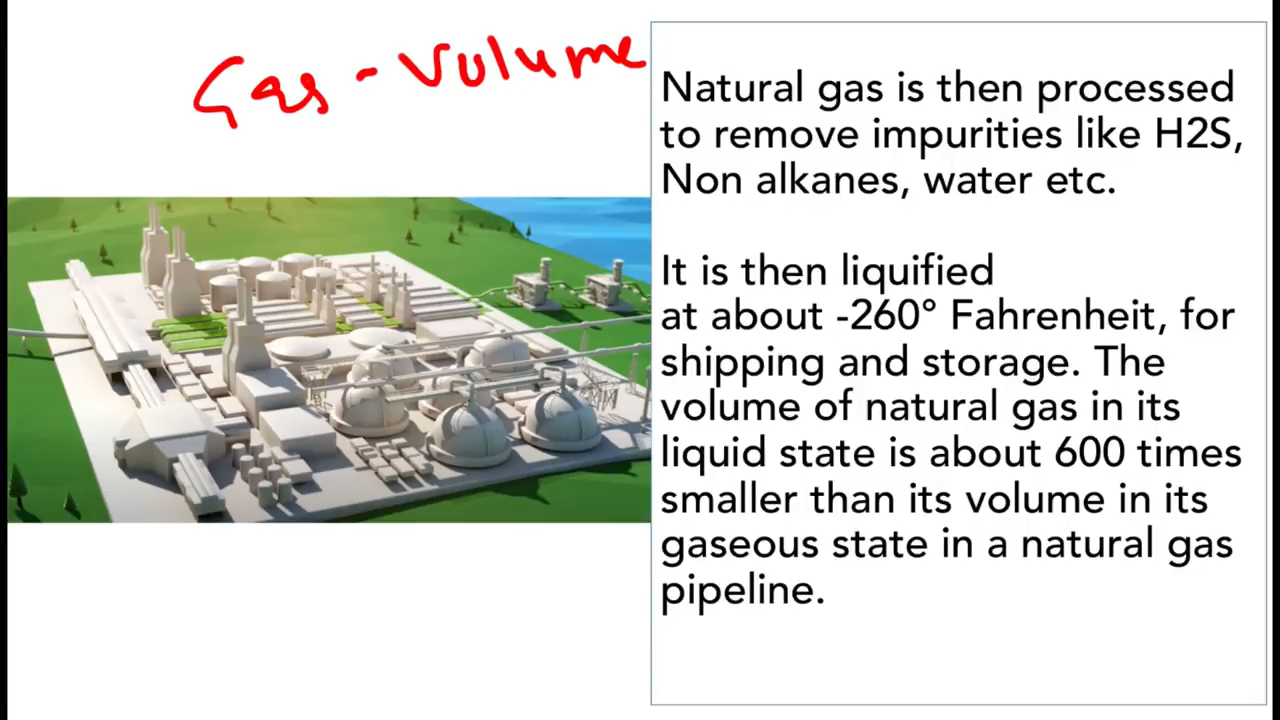 Gas - Volume
Natural gas is then processed
to remove impurities like H2S,
Non alkanes, water etc.
It is then liquified
at about -260° Fahrenheit, for
shipping and storage. The
volume of natural gas in its
liquid state is about 600 times
smaller than its volume in its
gaseous state in a natural gas
pipeline.